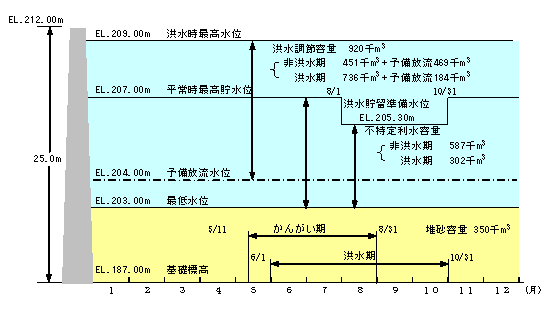 EL.212.00m
EL.209.00m 洪水時最高水位
洪水調節容量 920千m³
非洪水期 451千m³+予備放流469千m³
洪水期 736千m³+予備放流184千m³
EL.207.00m 平常時最高貯水位
8/1
10/31
洪水貯留準備水位
EL.205.30m
不特定利水容量
非洪水期 587千m³
洪水期 302千m³
25.0m
EL.204.00m 予備放流水位
EL.203.00m 最低水位
5/11
かんがい期
8/31
堆砂容量 350千m³
6/1
洪水期
10/31
EL.187.00m 基礎標高
1 2 3 4 5 6 7 8 9 10 11 12 (月)